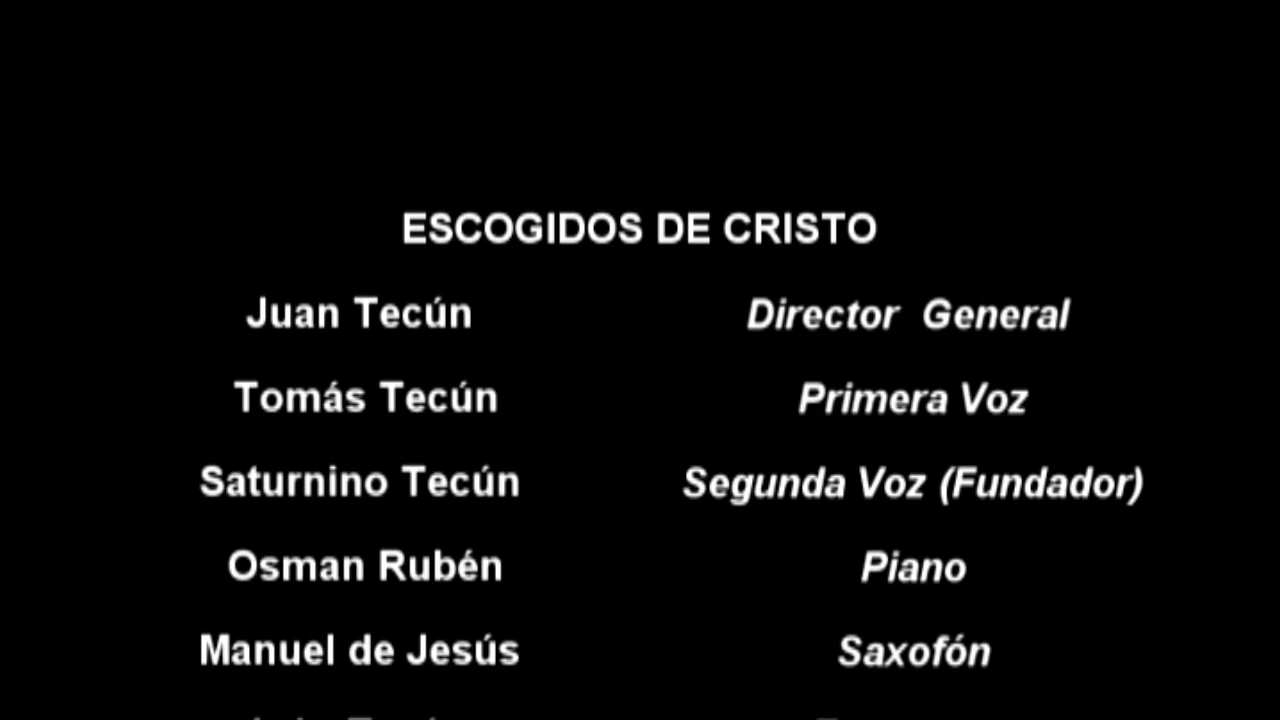 ESCOGIDOS DE CRISTO
Juan Tecún Director General
Tomás Tecún Primera Voz
Saturnino Tecún Segunda Voz (Fundador)
Osman Rubén Piano
Manuel de Jesús Saxofón